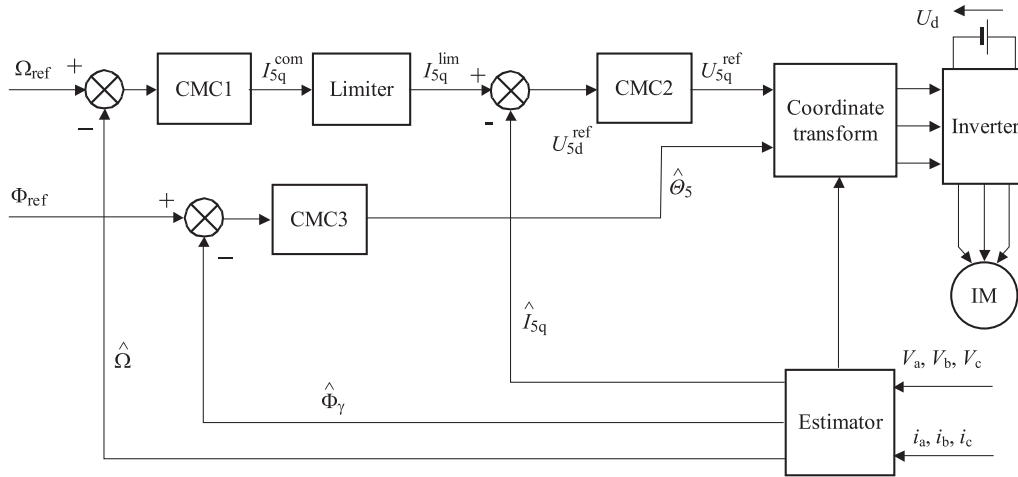 U_d
Ω_ref + CMC1 I_5q^com Limiter I_5q^lim + CMC2 U_5q^ref Coordinate transform Inverter
− - U_5d^ref
Φ_ref + CMC3 Θ̂_5
−
IM
Î_5q
Ω̂
V_a, V_b, V_c
Φ̂_γ
Estimator
i_a, i_b, i_c